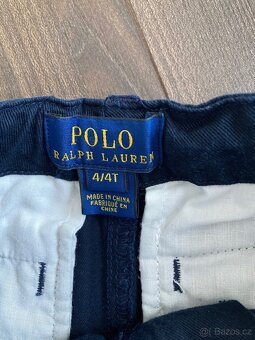 POLO
RALPH LAUREN
4/4T
MADE IN CHINA
FABRIQUÉ EN
CHINE
Bazos.cz